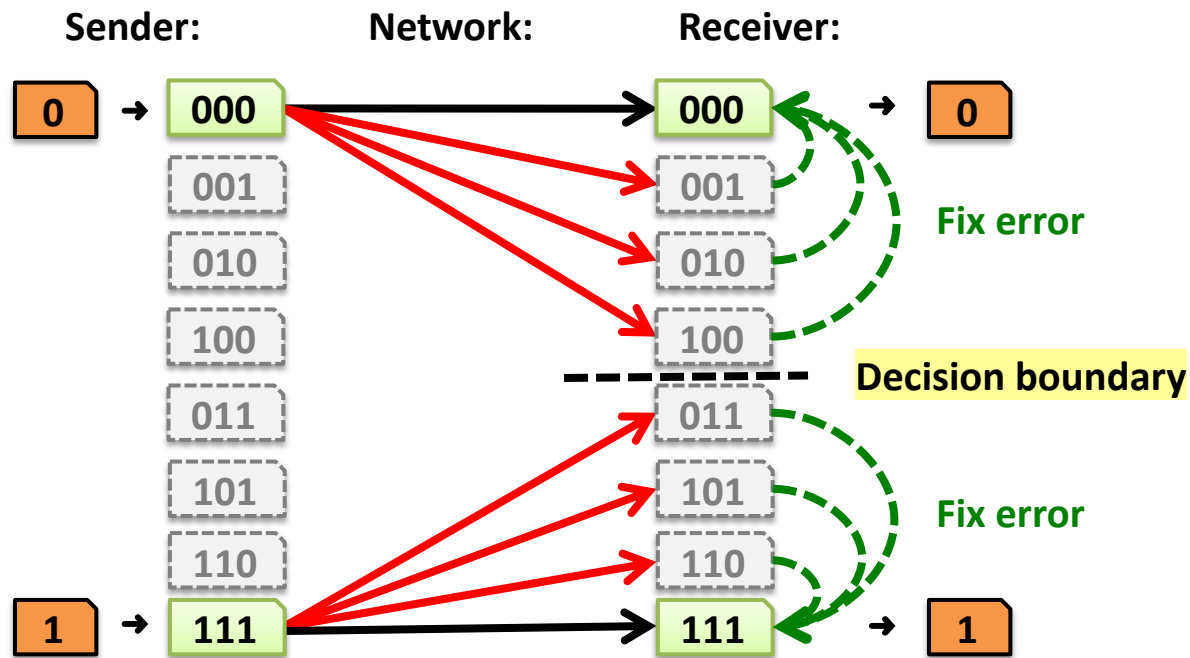 Sender: Network: Receiver:
0 000 000 0
001 001
010 010
Fix error
100 100
Decision boundary
011 011
101 101
Fix error
110 110
1 111 111 1